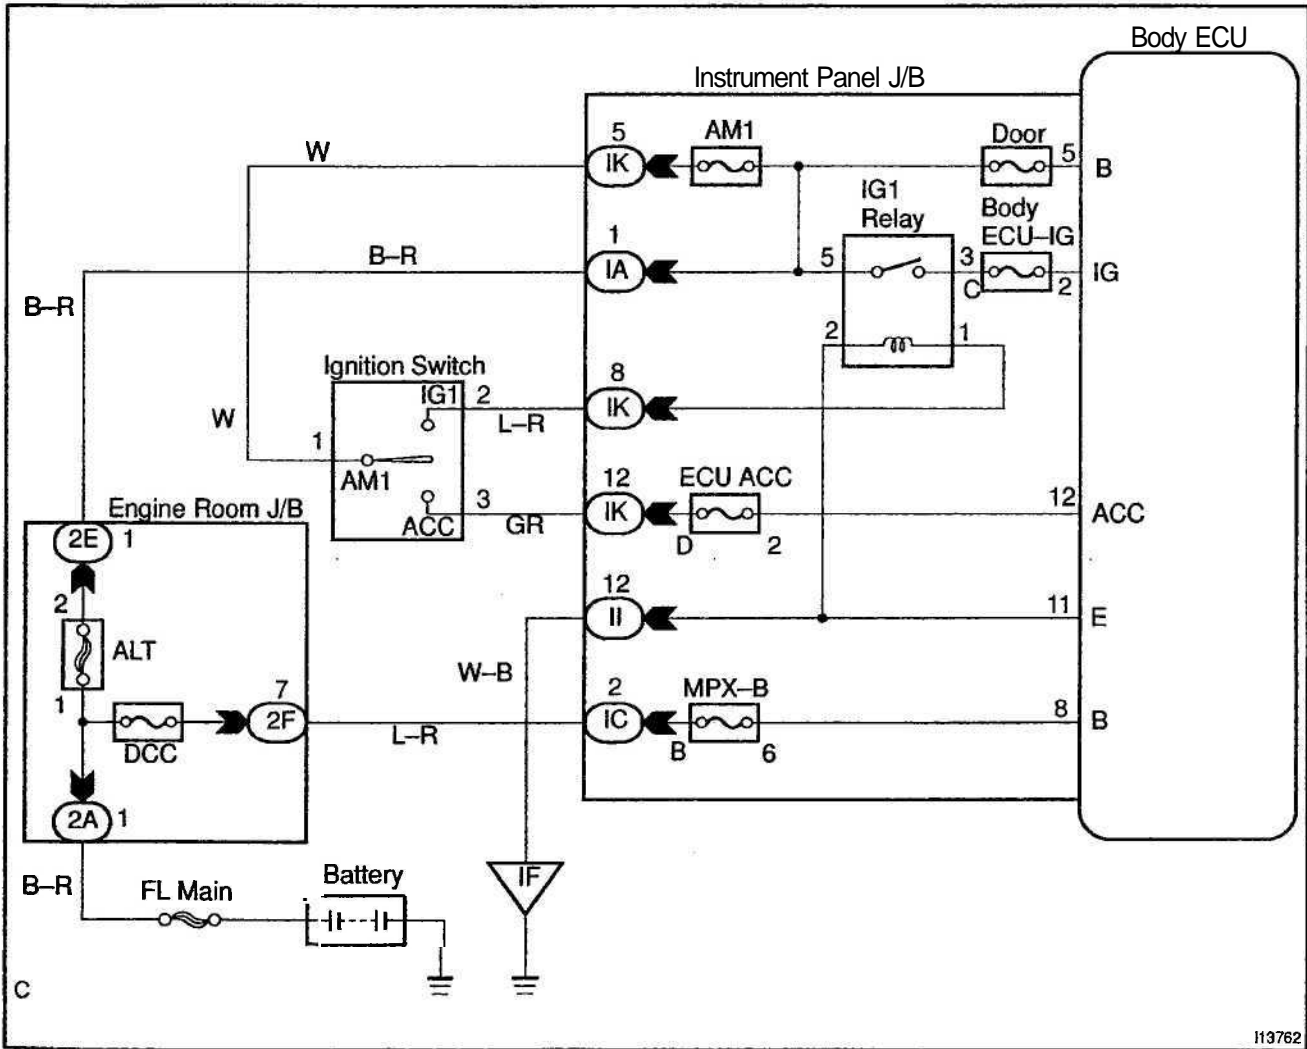 Body ECU
Instrument Panel J/B
5
AM1
Door
W
IK
5
B
IG1
Relay
Body
ECU–IG
1
B–R
IA
5
3
C
2
IG
B–R
2
1
Ignition Switch
8
IG1
2
IK
L–R
W
1
AM1
12
ECU ACC
3
12
ACC
IK
ACC
GR
D
2
Engine Room J/B
2E
1
12
2
II
11
E
ALT
W–B
1
7
2
MPX–B
2F
IC
8
B
DCC
L–R
B
6
2A
1
B–R
FL Main
Battery
IF
C
I13762